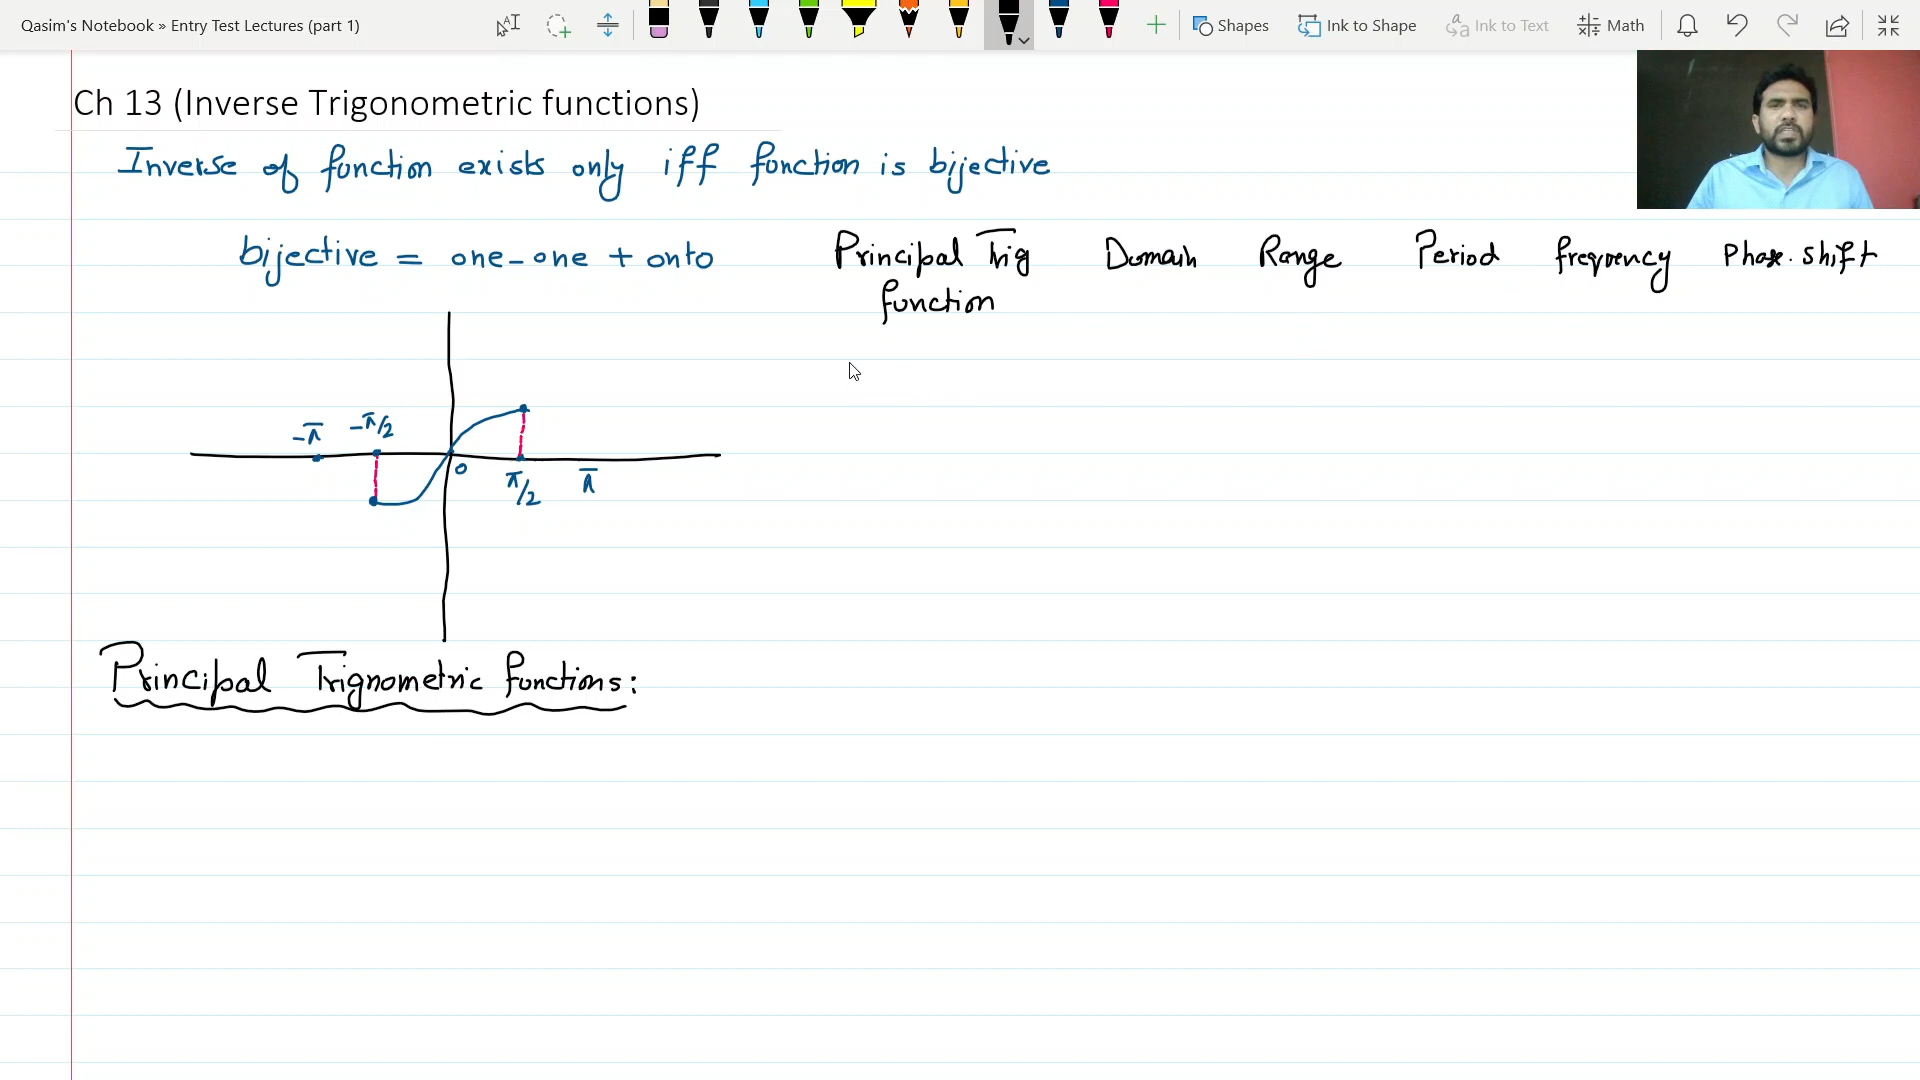 Qasim's Notebook » Entry Test Lectures (part 1)
Shapes
Ink to Shape
Ink to Text
Math
Ch 13 (Inverse Trigonometric functions)
Inverse of function exists only iff function is bijective
bijective = one-one + onto
Principal Trig Domain Range Period frequency Phase.shift
function
-π -π/2
0 π/2 π
Principal Trignometric functions: